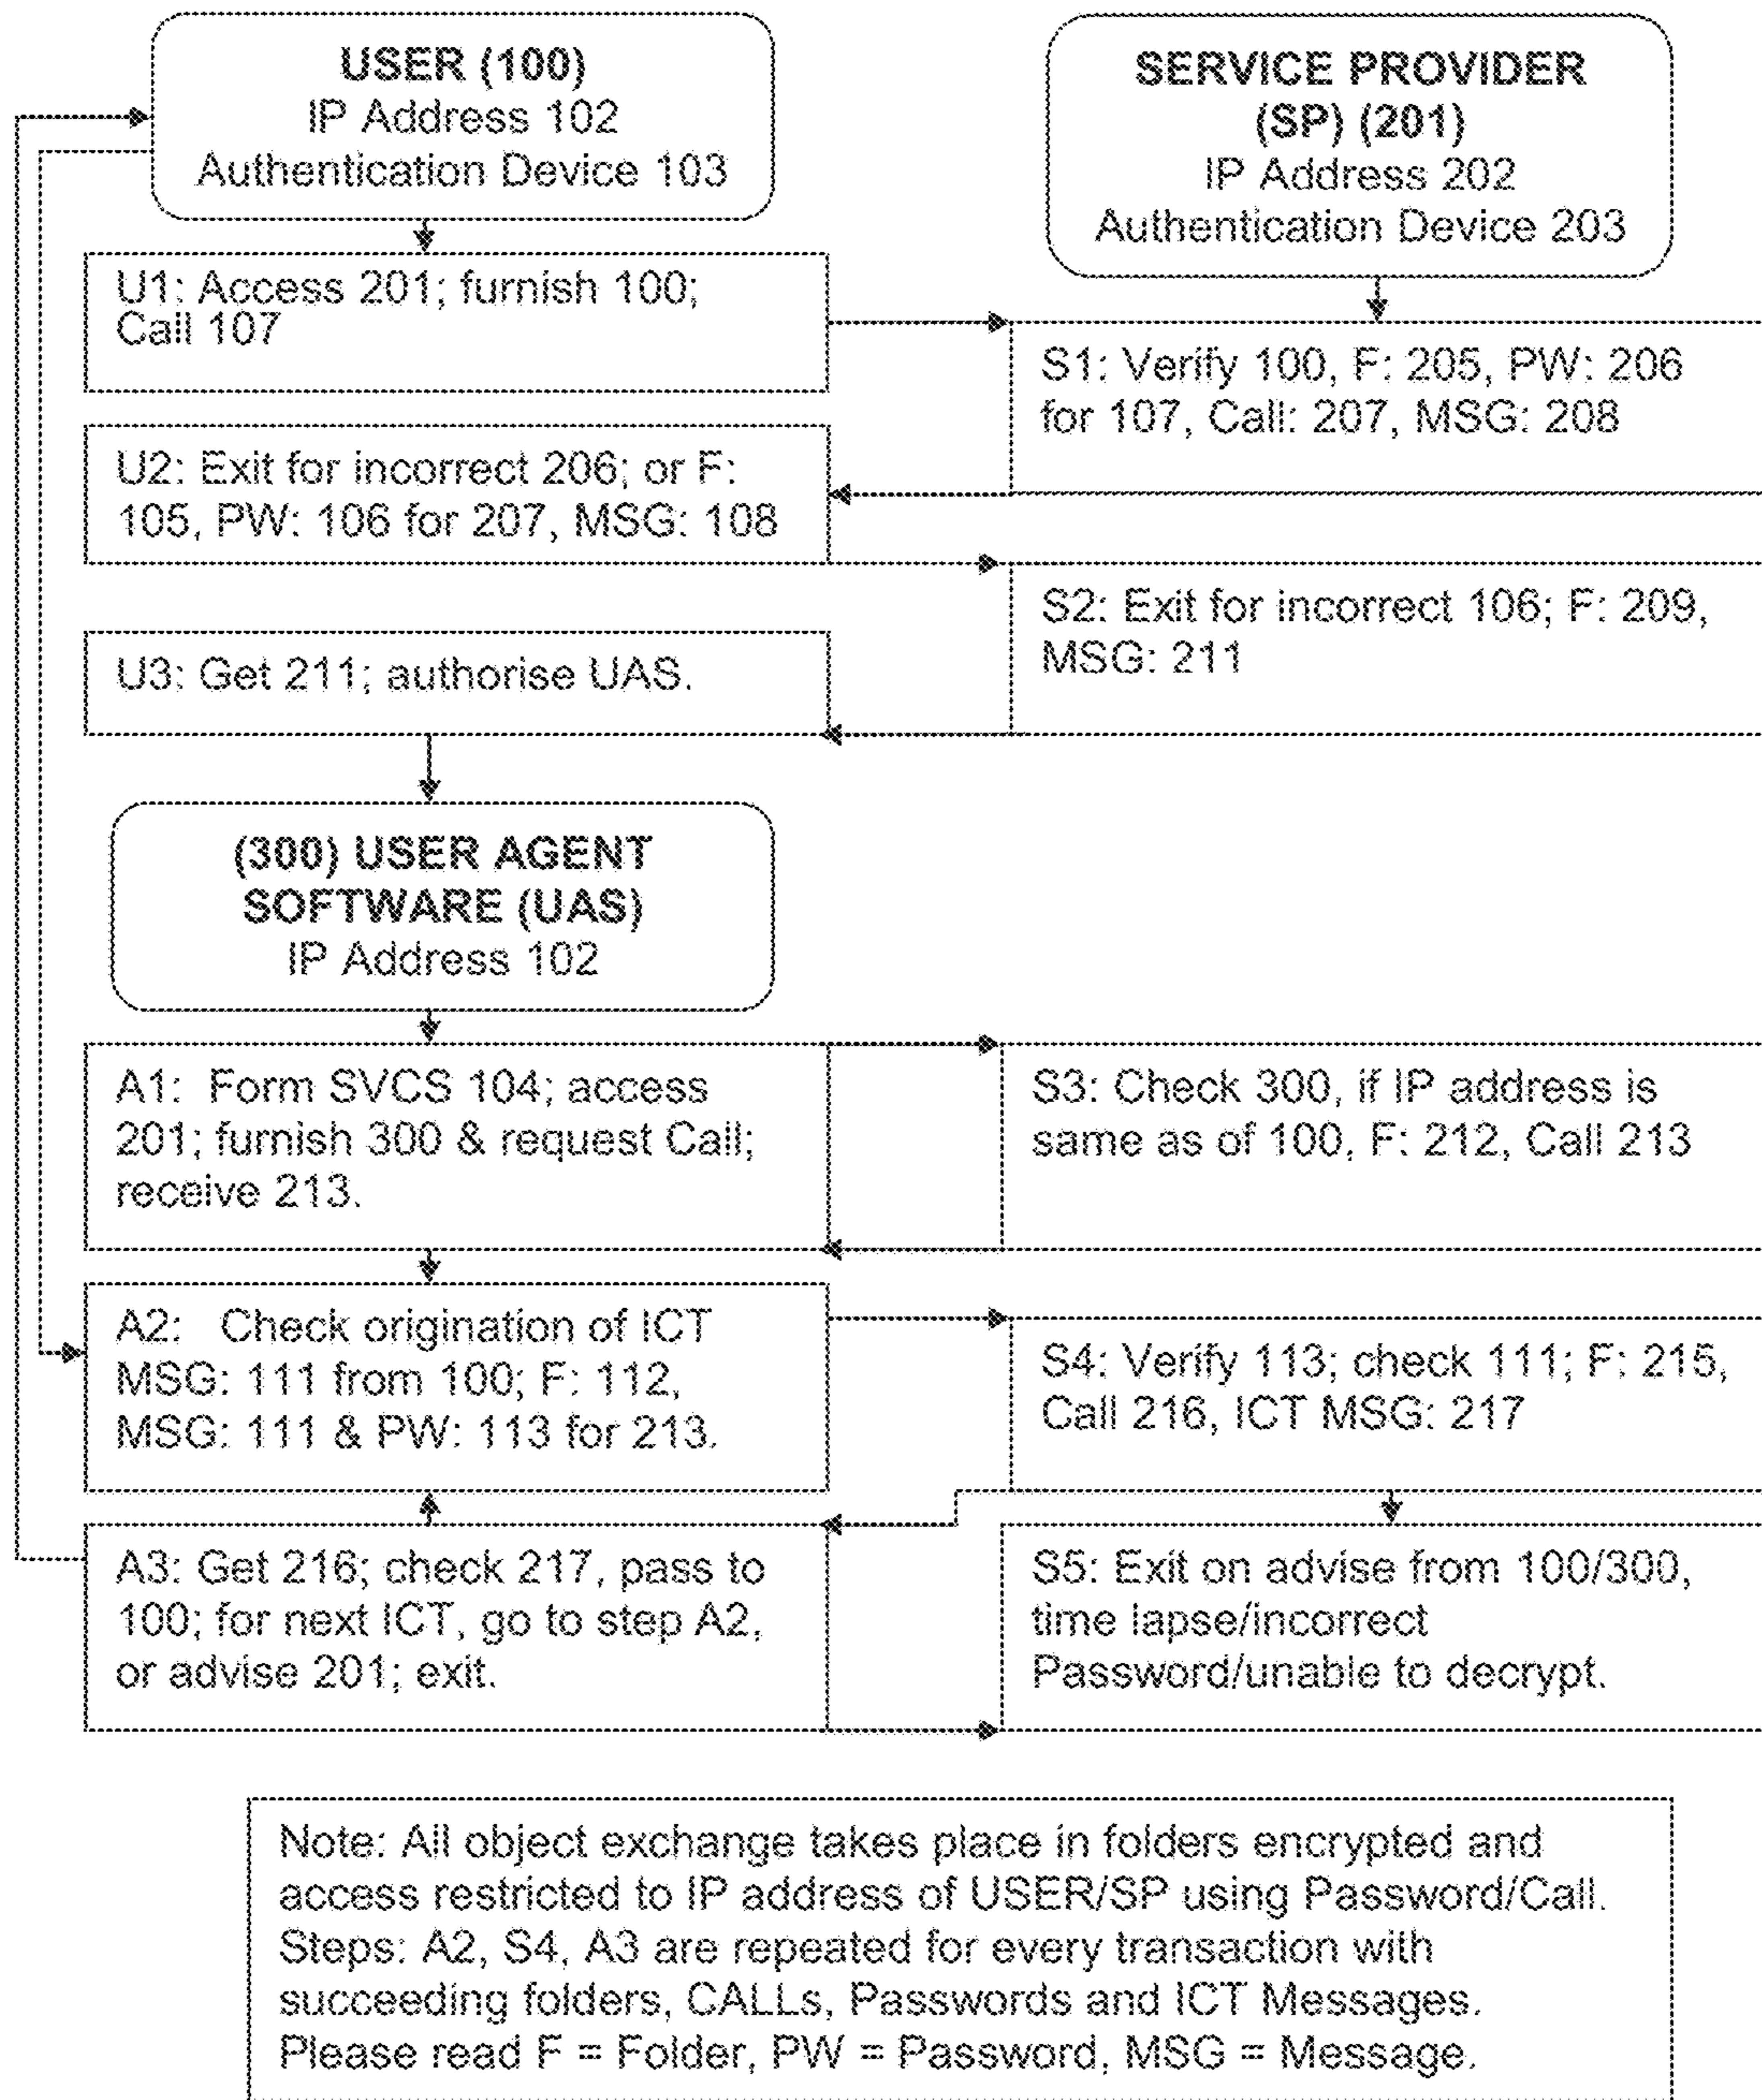 USER (100)
IP Address 102
Authentication Device 103
SERVICE PROVIDER
(SP) (201)
IP Address 202
Authentication Device 203
U1: Access 201; furnish 100;
Call 107
S1: Verify 100, F: 205, PW: 206
for 107, Call: 207, MSG: 208
U2: Exit for incorrect 206; or F:
105, PW: 106 for 207, MSG: 108
S2: Exit for incorrect 106; F: 209,
MSG: 211
U3: Get 211; authorise UAS.
(300) USER AGENT
SOFTWARE (UAS)
IP Address 102
A1: Form SVCS 104; access
201; furnish 300 & request Call;
receive 213.
S3: Check 300, if IP address is
same as of 100, F: 212, Call 213
A2: Check origination of ICT
MSG: 111 from 100; F: 112,
MSG: 111 & PW: 113 for 213.
S4: Verify 113; check 111; F: 215,
Call 216, ICT MSG: 217
A3: Get 216; check 217, pass to
100; for next ICT, go to step A2,
or advise 201; exit.
S5: Exit on advise from 100/300,
time lapse/incorrect
Password/unable to decrypt.
Note: All object exchange takes place in folders encrypted and
access restricted to IP address of USER/SP using Password/Call.
Steps: A2, S4, A3 are repeated for every transaction with
succeeding folders, CALLs, Passwords and ICT Messages.
Please read F = Folder, PW = Password, MSG = Message.